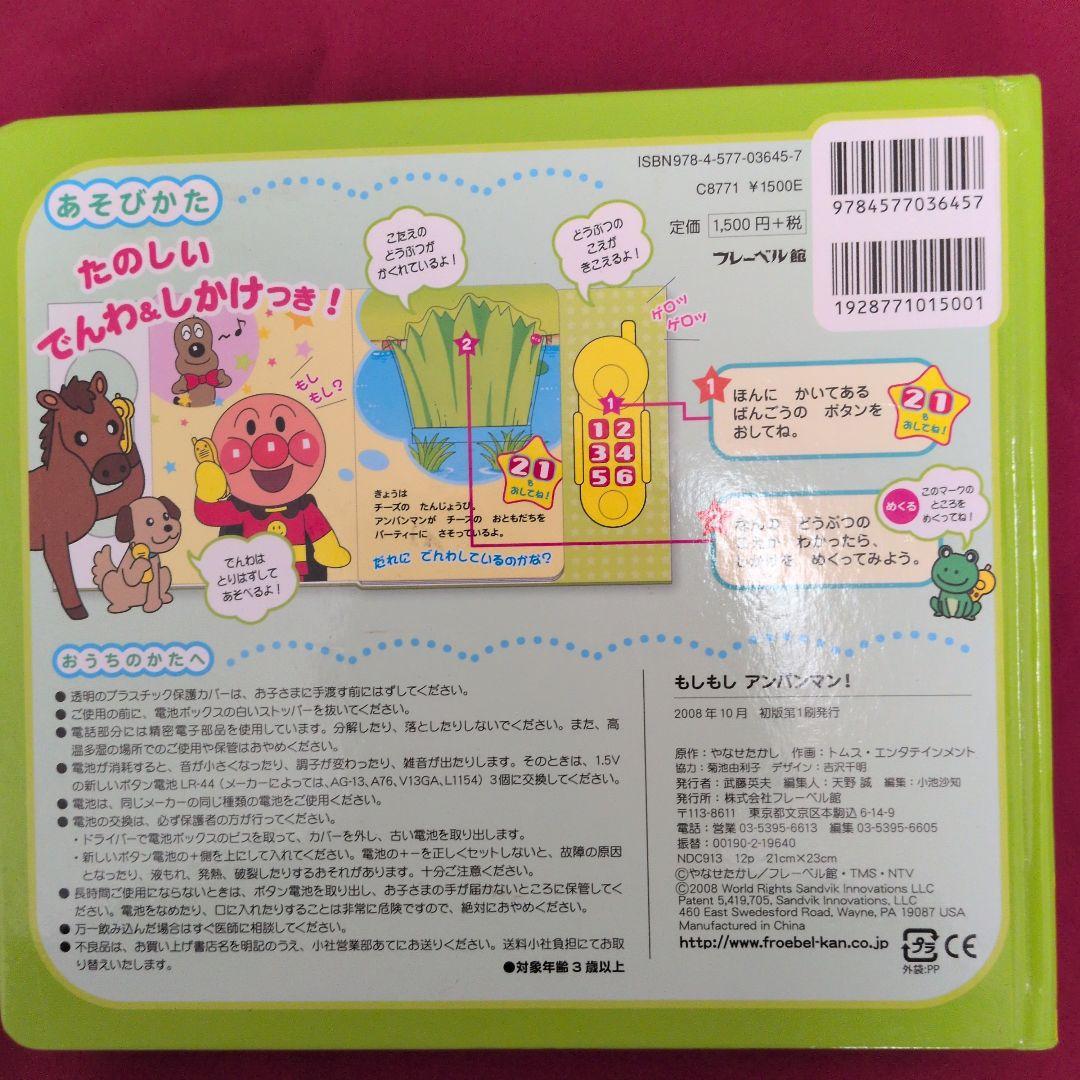 ISBN978-4-577-03645-7
C8771 ¥1500E
定価 1,500円+税
フレーベル館
9784577036457
1928771015001
あそびかた
たのしい
でんわ&しかけつき!
こたえの
どうぶつが
かくれているよ!
どうぶつの
こえが
きこえるよ!
ゲロッ
ゲロッ
もし
もし?
2
1
1 2
3 4
5 6
21
も
おしてね!
きょうは
チーズの たんじょうび。
アンパンマンが チーズの おともだちを
パーティーに さそっているよ。
だれに でんわしているのかな?
でんわは
とりはずして
あそべるよ!
1
ほんに かいてある
ばんごうの ボタンを
おしてね。
21
も
おしてね!
どうぶつの
わかったら、
めくってみよう。
めくる
このマークの
ところを
めくってね!
おうちのかたへ
●透明のプラスチック保護カバーは、お子さまに手渡す前にはずしてください。
●ご使用の前に、電池ボックスの白いストッパーを抜いてください。
●電話部分には精密電子部品を使用しています。分解したり、落としたりしないでください。また、高
温多湿の場所でのご使用や保管はおやめください。
●電池が消耗すると、音が小さくなったり、調子が変わったり、雑音が出たりします。そのときは、1.5V
の新しいボタン電池 LR-44(メーカーによっては、AG-13、A76、V13GA、L1154)3個に交換してください。
●電池は、同じメーカーの同じ種類の電池をご使用ください。
●電池の交換は、必ず保護者の方が行ってください。
・ドライバーで電池ボックスのビスを取って、カバーを外し、古い電池を取り出します。
・新しいボタン電池の+側を上にして入れてください。電池の+-を正しくセットしないと、故障の原因
となったり、液もれ、発熱、破裂したりするおそれがあります。十分ご注意ください。
●長時間ご使用にならないときは、ボタン電池を取り出し、お子さまの手が届かないところに保管してくだ
さい。電池をなめたり、口に入れたりすることは非常に危険ですので、絶対におやめください。
●万一飲み込んだ場合はすぐ医師に相談してください。
●不良品は、お買い上げ書店名を明記のうえ、小社営業部あてにお送りください。送料小社負担にてお取
り替えいたします。
●対象年齢3歳以上
もしもし アンパンマン!
2008年10月 初版第1刷発行
原作:やなせたかし 作画:トムス・エンタテインメント
協力:菊池由利子 デザイン:吉沢千明
発行者:武藤英夫 編集人:天野 誠 編集:小池沙知
発行所:株式会社フレーベル館
〒113-8611 東京都文京区本駒込6-14-9
電話:営業 03-5395-6613 編集 03-5395-6605
振替:00190-2-19640
NDC913 12p 21cm×23cm
©やなせたかし/フレーベル館・TMS・NTV
©2008 World Rights Sandvik Innovations LLC
Patent 5,419,705, Sandvik Innovations, LLC
460 East Swedesford Road, Wayne, PA 19087 USA
Manufactured in China
http://www.froebel-kan.co.jp
プラ
外袋:PP
CE